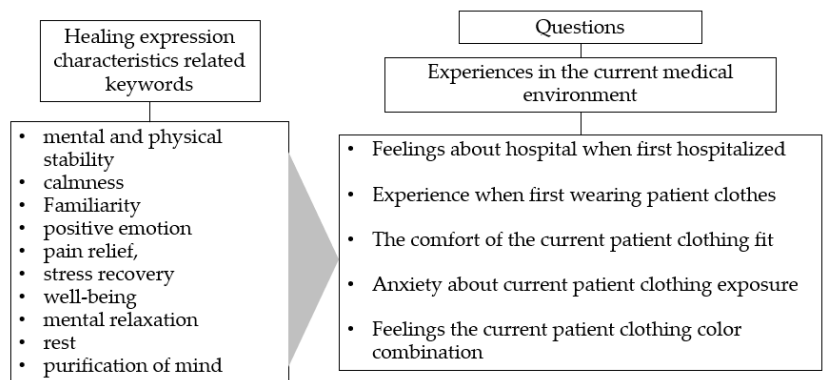 Healing expression
characteristics related
keywords
• mental and physical
stability
• calmness
• Familiarity
• positive emotion
• pain relief,
• stress recovery
• well-being
• mental relaxation
• rest
• purification of mind
Questions
Experiences in the current medical
environment
• Feelings about hospital when first hospitalized
• Experience when first wearing patient clothes
• The comfort of the current patient clothing fit
• Anxiety about current patient clothing exposure
• Feelings the current patient clothing color
combination